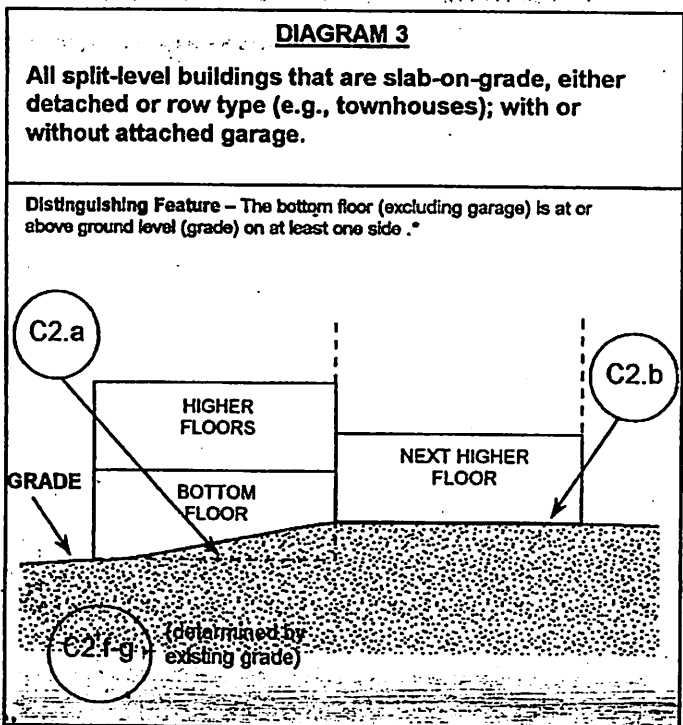 DIAGRAM 3
All split-level buildings that are slab-on-grade, either
detached or row type (e.g., townhouses); with or
without attached garage.
Distinguishing Feature – The bottom floor (excluding garage) is at or
above ground level (grade) on at least one side .*
C2.a
C2.b
HIGHER
FLOORS
NEXT HIGHER
FLOOR
GRADE
BOTTOM
FLOOR
C2.f-g
(determined by
existing grade)